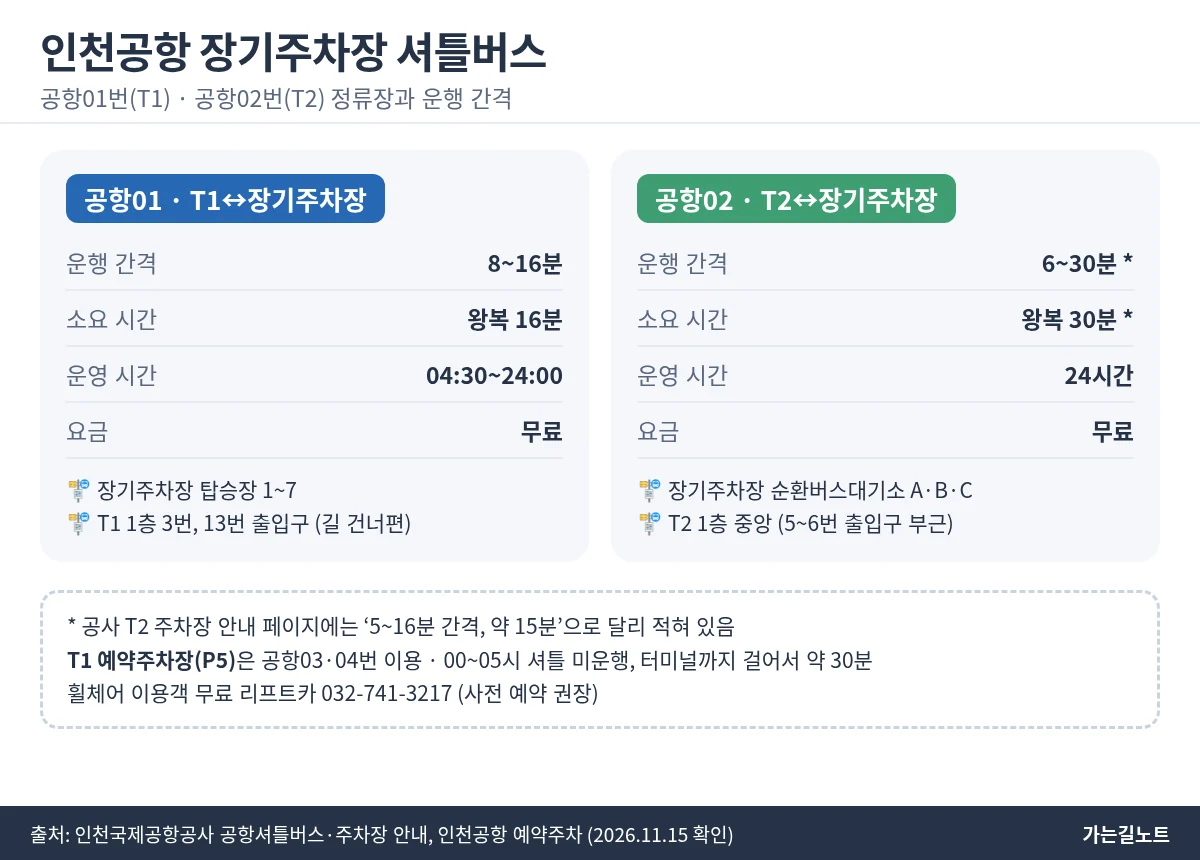 인천공항 장기주차장 셔틀버스
공항01번(T1) · 공항02번(T2) 정류장과 운행 간격
공항01 · T1↔장기주차장
운행 간격 8~16분
소요 시간 왕복 16분
운영 시간 04:30~24:00
요금 무료
장기주차장 탑승장 1~7
T1 1층 3번, 13번 출입구 (길 건너편)
공항02 · T2↔장기주차장
운행 간격 6~30분 *
소요 시간 왕복 30분 *
운영 시간 24시간
요금 무료
장기주차장 순환버스대기소 A·B·C
T2 1층 중앙 (5~6번 출입구 부근)
* 공사 T2 주차장 안내 페이지에는 ‘5~16분 간격, 약 15분’으로 달리 적혀 있음
T1 예약주차장(P5)은 공항03·04번 이용 · 00~05시 셔틀 미운행, 터미널까지 걸어서 약 30분
휠체어 이용객 무료 리프트카 032-741-3217 (사전 예약 권장)
출처: 인천국제공항공사 공항셔틀버스·주차장 안내, 인천공항 예약주차 (2026.11.15 확인)
가는길노트